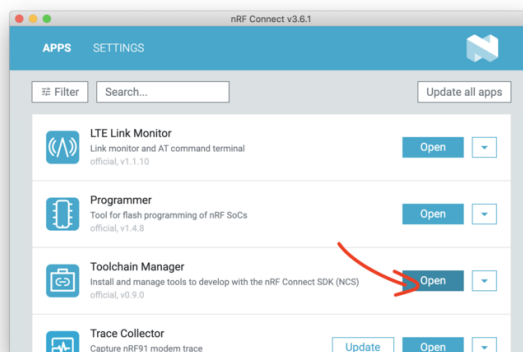 nRF Connect v3.6.1
APPS SETTINGS
Filter Search... Update all apps
LTE Link Monitor
Link monitor and AT command terminal
official, v1.1.10
Open
Programmer
Tool for flash programming of nRF SoCs
official, v1.4.8
Open
Toolchain Manager
Install and manage tools to develop with the nRF Connect SDK (NCS)
official, v0.9.0
Open
Trace Collector
Capture nRF91 modem trace
Update Open